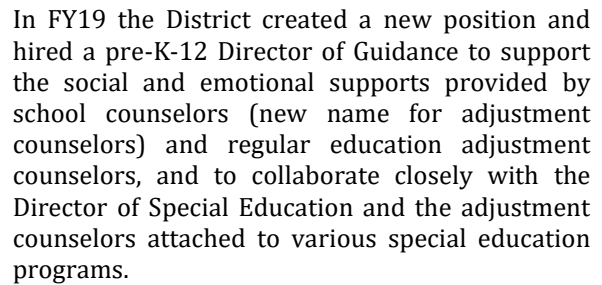 In FY19 the District created a new position and
hired a pre-K-12 Director of Guidance to support
the social and emotional supports provided by
school counselors (new name for adjustment
counselors) and regular education adjustment
counselors, and to collaborate closely with the
Director of Special Education and the adjustment
counselors attached to various special education
programs.